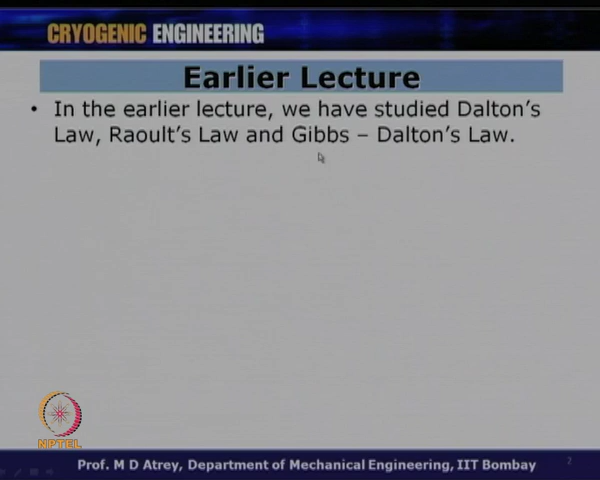 CRYOGENIC ENGINEERING
Earlier Lecture
• In the earlier lecture, we have studied Dalton's
Law, Raoult's Law and Gibbs – Dalton's Law.
NPTEL
Prof. M D Atrey, Department of Mechanical Engineering, IIT Bombay
2